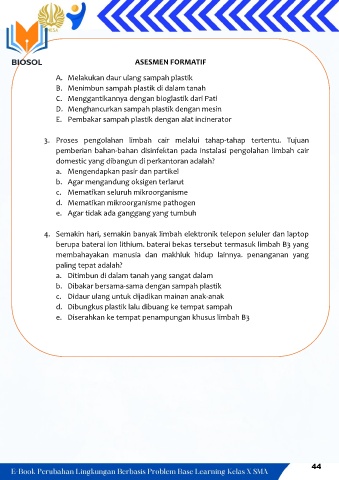 BIOSOL
ASESMEN FORMATIF
A. Melakukan daur ulang sampah plastik
B. Menimbun sampah plastik di dalam tanah
C. Menggantikannya dengan bioglastik dari Pati
D. Menghancurkan sampah plastik dengan mesin
E. Pembakar sampah plastik dengan alat incinerator
3. Proses pengolahan limbah cair melalui tahap-tahap tertentu. Tujuan
pemberian bahan-bahan disinfektan pada instalasi pengolahan limbah cair
domestic yang dibangun di perkantoran adalah?
a. Mengendapkan pasir dan partikel
b. Agar mengandung oksigen terlarut
c. Mematikan seluruh mikroorganisme
d. Mematikan mikroorganisme pathogen
e. Agar tidak ada ganggang yang tumbuh
4. Semakin hari, semakin banyak limbah elektronik telepon seluler dan laptop
berupa baterai ion lithium. baterai bekas tersebut termasuk limbah B3 yang
membahayakan manusia dan makhluk hidup lainnya. penanganan yang
paling tepat adalah?
a. Ditimbun di dalam tanah yang sangat dalam
b. Dibakar bersama-sama dengan sampah plastik
c. Didaur ulang untuk dijadikan mainan anak-anak
d. Dibungkus plastik lalu dibuang ke tempat sampah
e. Diserahkan ke tempat penampungan khusus limbah B3
E-Book Perubahan Lingkungan Berbasis Problem Base Learning Kelas X SMA
44